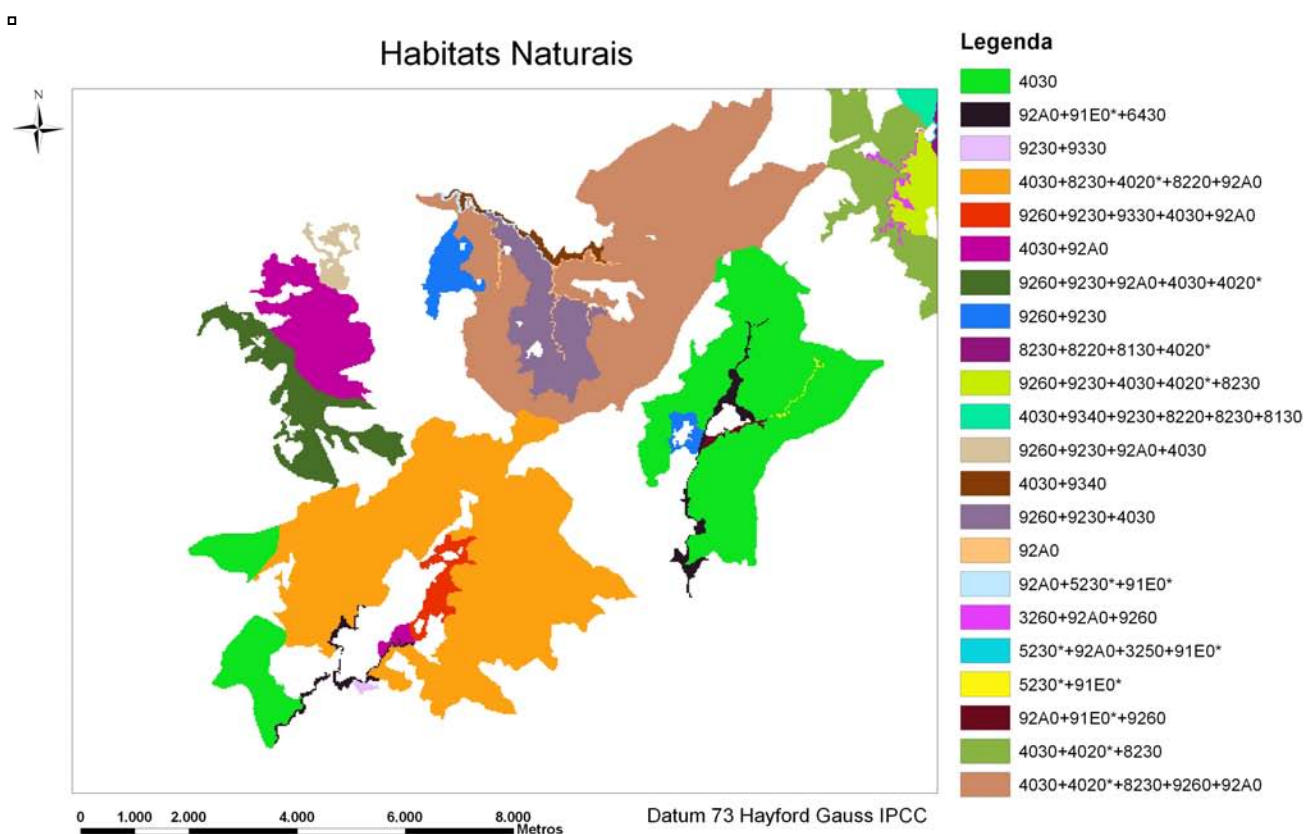 Habitats Naturais
N
Legenda
4030
92A0+91E0*+6430
9230+9330
4030+8230+4020*+8220+92A0
9260+9230+9330+4030+92A0
4030+92A0
9260+9230+92A0+4030+4020*
9260+9230
8230+8220+8130+4020*
9260+9230+4030+4020*+8230
4030+9340+9230+8220+8230+8130
9260+9230+92A0+4030
4030+9340
9260+9230+4030
92A0
92A0+5230*+91E0*
3260+92A0+9260
5230*+92A0+3250+91E0*
5230*+91E0*
92A0+91E0*+9260
4030+4020*+8230
4030+4020*+8230+9260+92A0
0 1.000 2.000 4.000 6.000 8.000
Metros
Datum 73 Hayford Gauss IPCC